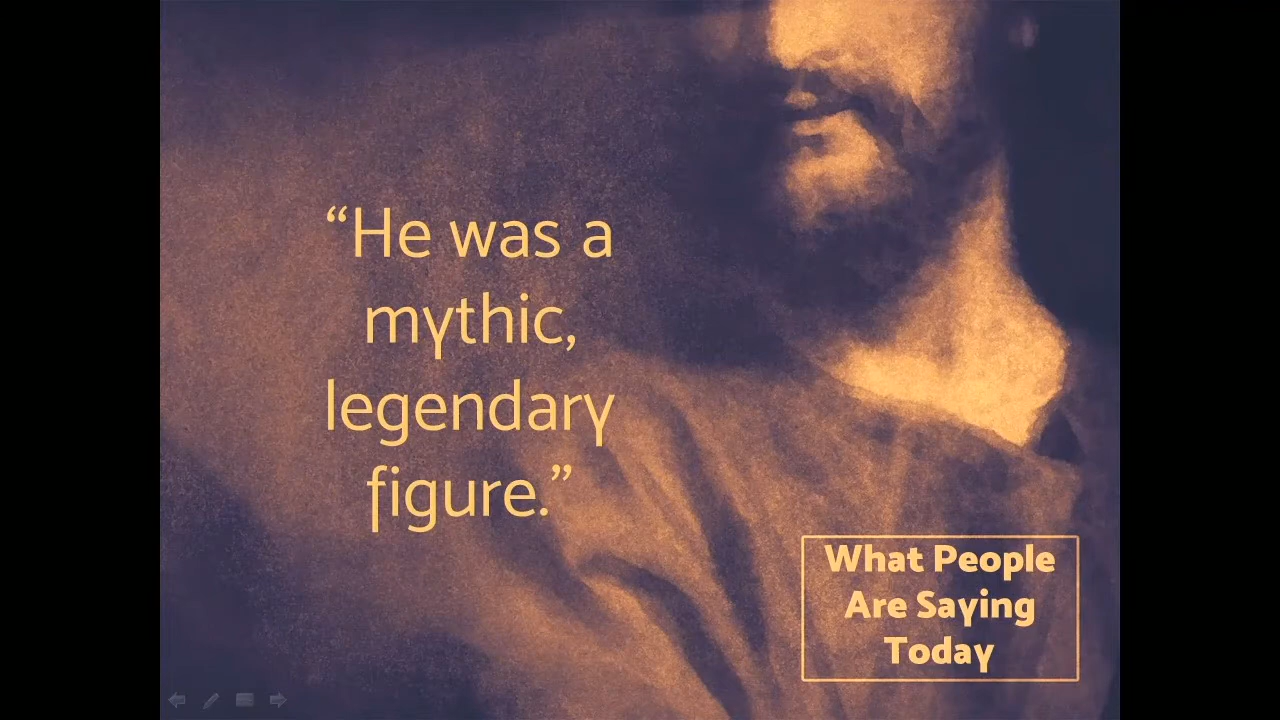 “He was a
mythic,
legendary
figure.”
What People
Are Saying
Today